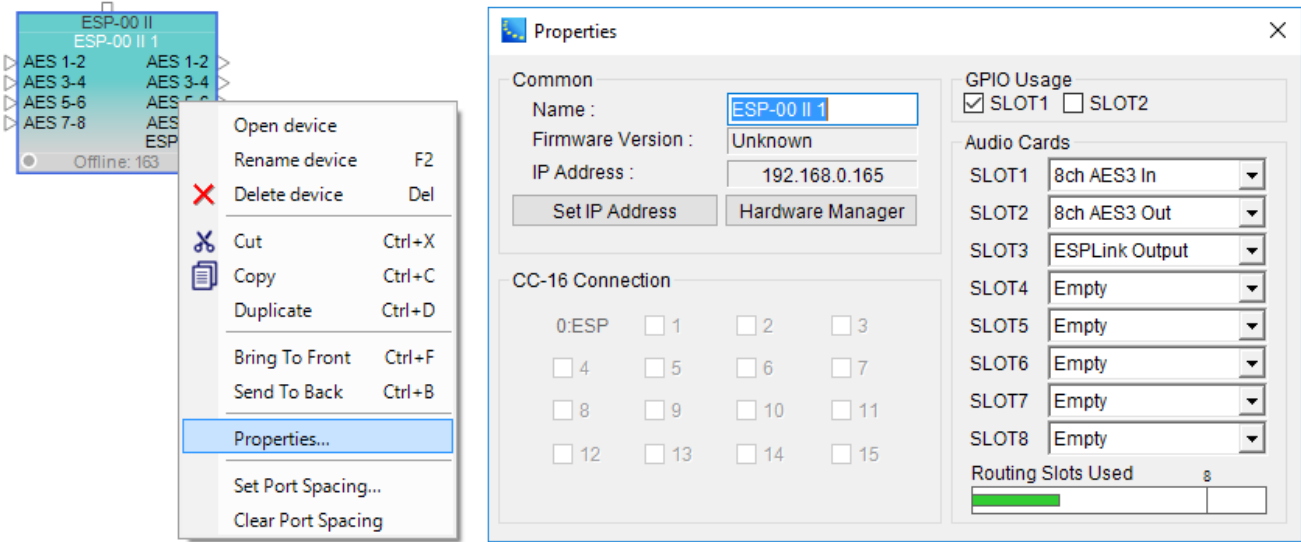 ESP-00 II
ESP-00 II 1
AES 1-2 AES 1-2
AES 3-4 AES 3-4
AES 5-6
AES 7-8 AES
ESP
Offline: 163
Open device
Rename device F2
Delete device Del
Cut Ctrl+X
Copy Ctrl+C
Duplicate Ctrl+D
Bring To Front Ctrl+F
Send To Back Ctrl+B
Properties...
Set Port Spacing...
Clear Port Spacing
Properties
Common
Name : ESP-00 II 1
Firmware Version : Unknown
IP Address : 192.168.0.165
Set IP Address Hardware Manager
CC-16 Connection
0:ESP 1 2 3
4 5 6 7
8 9 10 11
12 13 14 15
GPIO Usage
SLOT1 SLOT2
Audio Cards
SLOT1 8ch AES3 In
SLOT2 8ch AES3 Out
SLOT3 ESPLink Output
SLOT4 Empty
SLOT5 Empty
SLOT6 Empty
SLOT7 Empty
SLOT8 Empty
Routing Slots Used 8